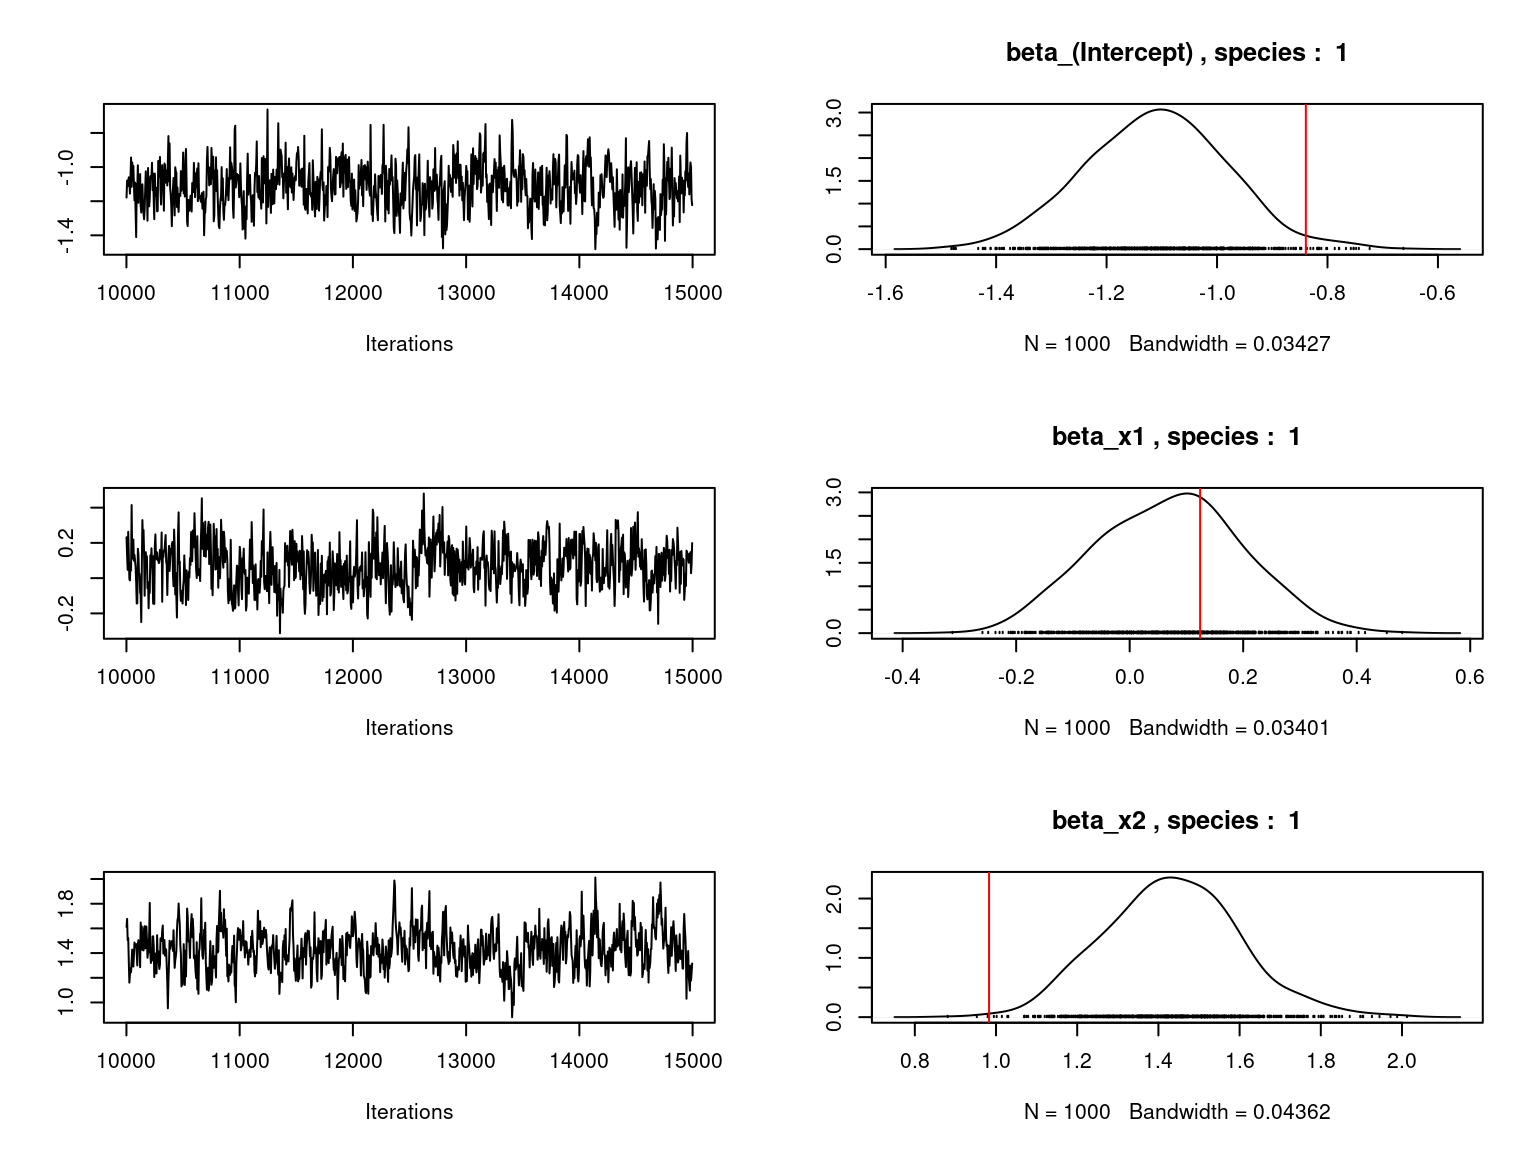 beta_(Intercept) , species :  1
-1.4 -1.0
10000 11000 12000 13000 14000 15000
Iterations
0.0 1.5 3.0
-1.6 -1.4 -1.2 -1.0 -0.8 -0.6
N = 1000   Bandwidth = 0.03427
beta_x1 , species :  1
-0.2 0.2
10000 11000 12000 13000 14000 15000
Iterations
0.0 1.5 3.0
-0.4 -0.2 0.0 0.2 0.4 0.6
N = 1000   Bandwidth = 0.03401
beta_x2 , species :  1
1.0 1.4 1.8
10000 11000 12000 13000 14000 15000
Iterations
0.0 1.0 2.0
0.8 1.0 1.2 1.4 1.6 1.8 2.0
N = 1000   Bandwidth = 0.04362